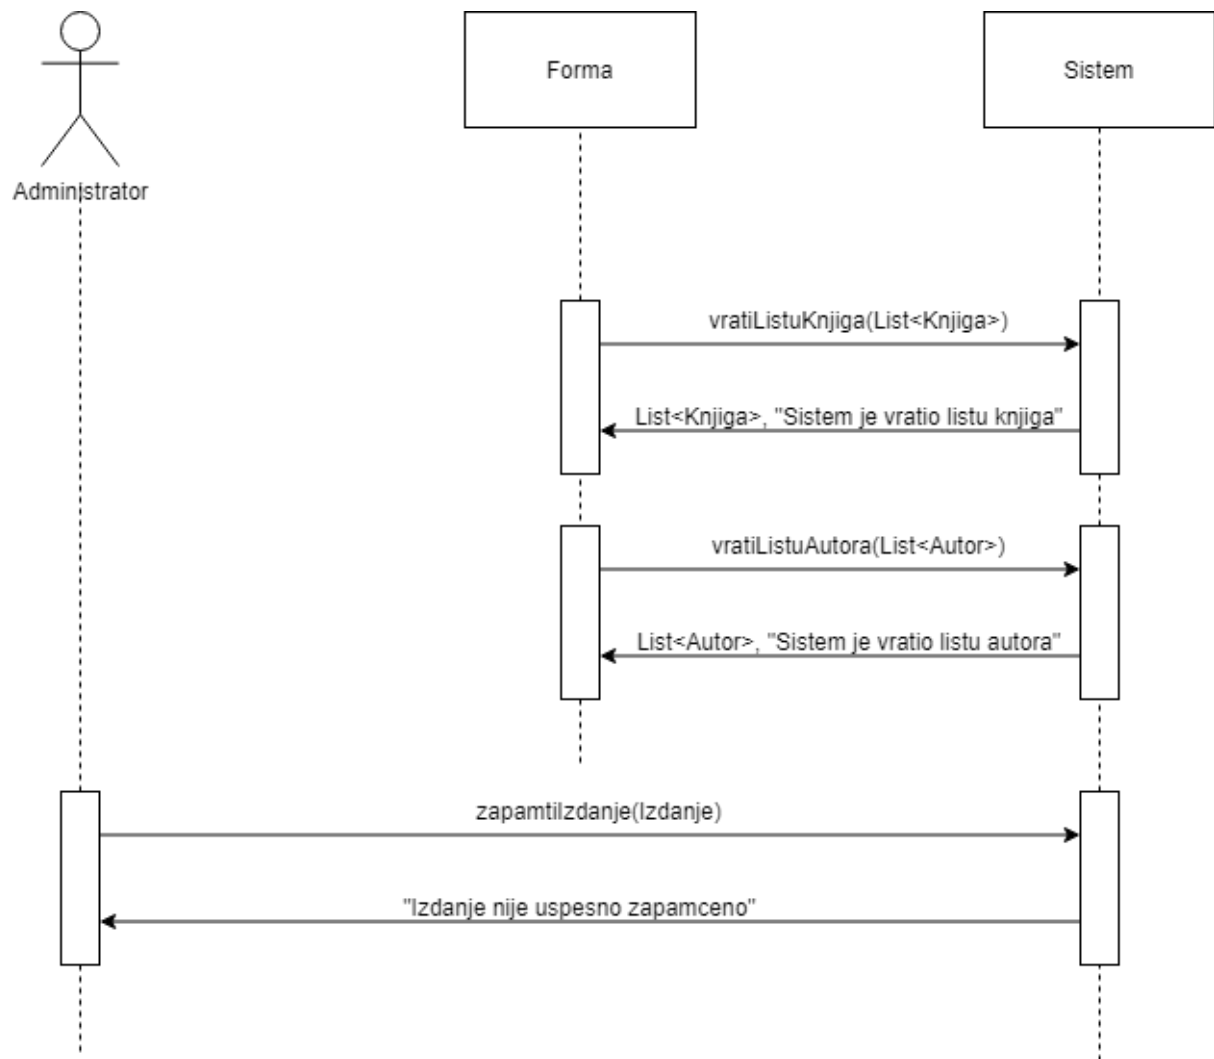 Forma
Sistem
Administrator
vratiListuKnjiga(List<Knjiga>)
List<Knjiga>, "Sistem je vratio listu knjiga"
vratiListuAutora(List<Autor>)
List<Autor>, "Sistem je vratio listu autora"
zapamtiIzdanje(Izdanje)
"Izdanje nije uspesno zapamceno"